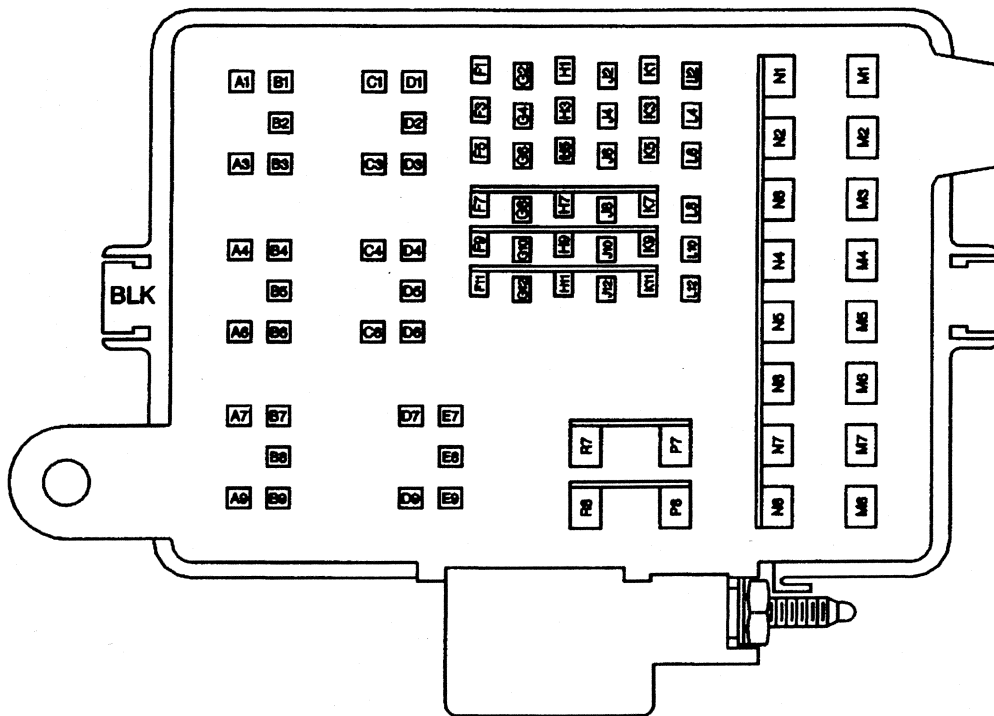 A1 B1 C1 D1 F1 G2 H1 J2 K1 L2 N1 M1
B2 D2 F3 G4 H3 J4 K3 L4 N2 M2
A3 B3 C3 D3 F5 G6 H5 J6 K5 L6
F7 G8 H7 J8 K7 L8 N3 M3
A4 B4 C4 D4 F9 G10 H9 J10 K9 L10 N4 M4
BLK B5 D5 F11 G12 H11 J12 K11 L12
A6 B6 C6 D6 N5 M5
N6 M6
A7 B7 D7 E7 R7 P7 N7 M7
B8 E8
A9 B9 D9 E9 R8 P8 N8 M8